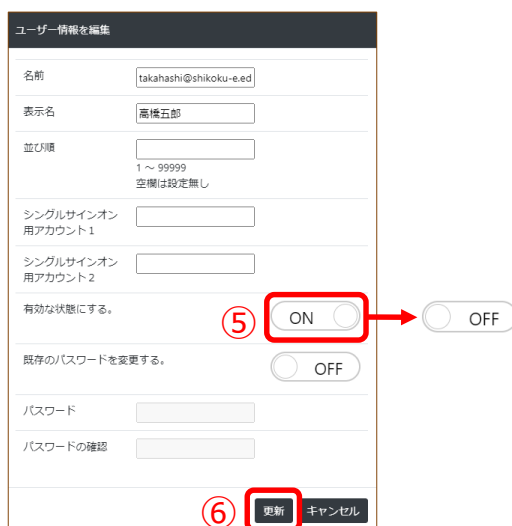 ユーザー情報を編集
名前
takahashi@shikoku-e.ed
表示名
高橋五郎
並び順
1 ～ 99999
空欄は設定無し
シングルサインオン
用アカウント1
シングルサインオン
用アカウント2
有効な状態にする。
⑤
ON
OFF
既存のパスワードを変更する。
OFF
パスワード
パスワードの確認
⑥
更新
キャンセル